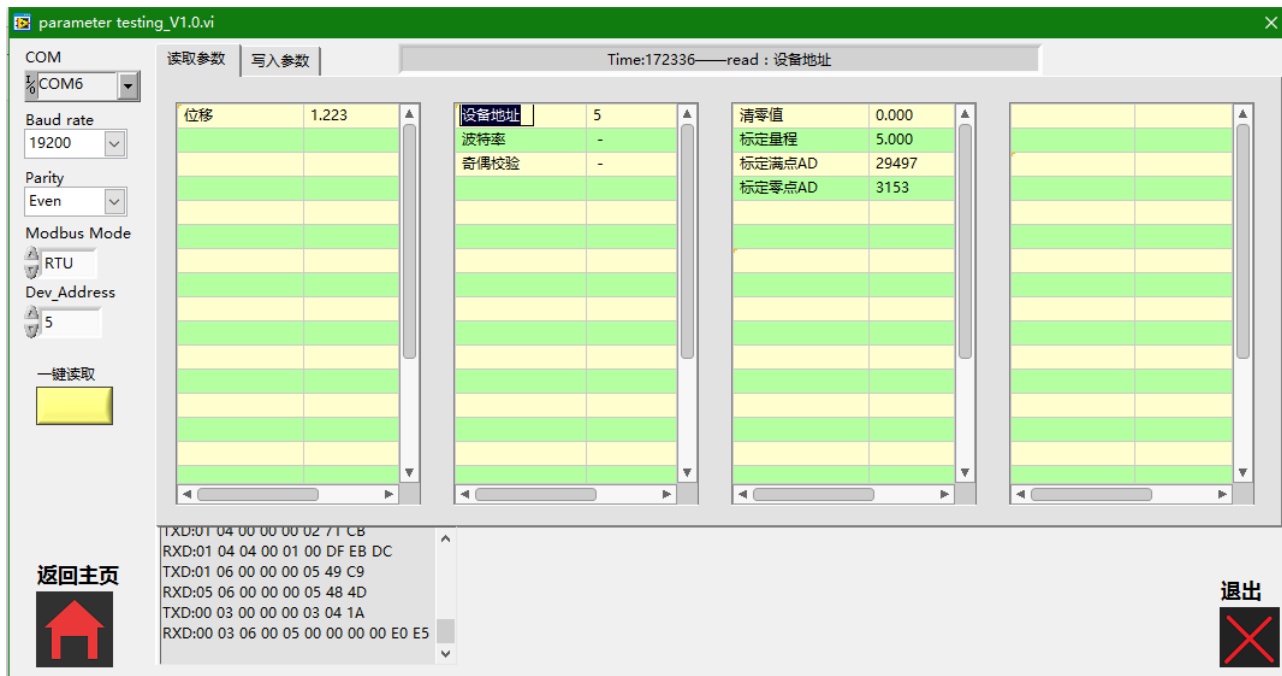 parameter testing_V1.0.vi
COM
COM6
Baud rate
19200
Parity
Even
Modbus Mode
RTU
Dev_Address
5
一键读取
读取参数 写入参数
Time:172336——read：设备地址
位移 1.223
设备地址 5
波特率 -
奇偶校验 -
清零值 0.000
标定量程 5.000
标定满点AD 29497
标定零点AD 3153
TXD:01 04 00 00 00 02 71 CB
RXD:01 04 04 00 01 00 DF EB DC
TXD:01 06 00 00 00 05 49 C9
RXD:05 06 00 00 00 05 48 4D
TXD:00 03 00 00 00 03 04 1A
RXD:00 03 06 00 05 00 00 00 00 E0 E5
返回主页
退出